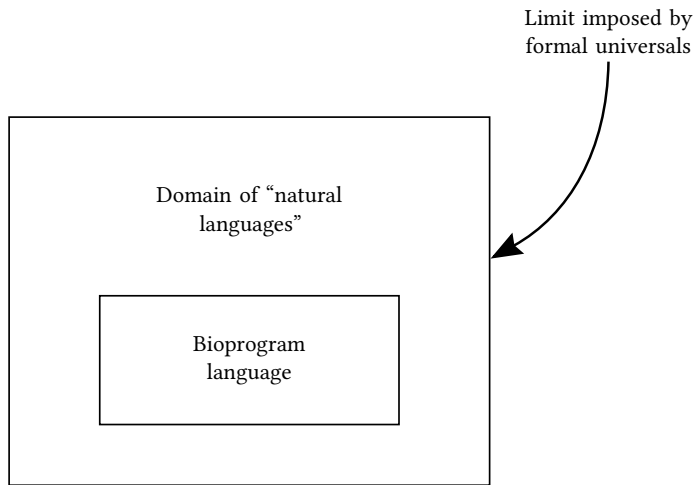 Limit imposed by
formal universals
Domain of “natural
languages”
Bioprogram
language